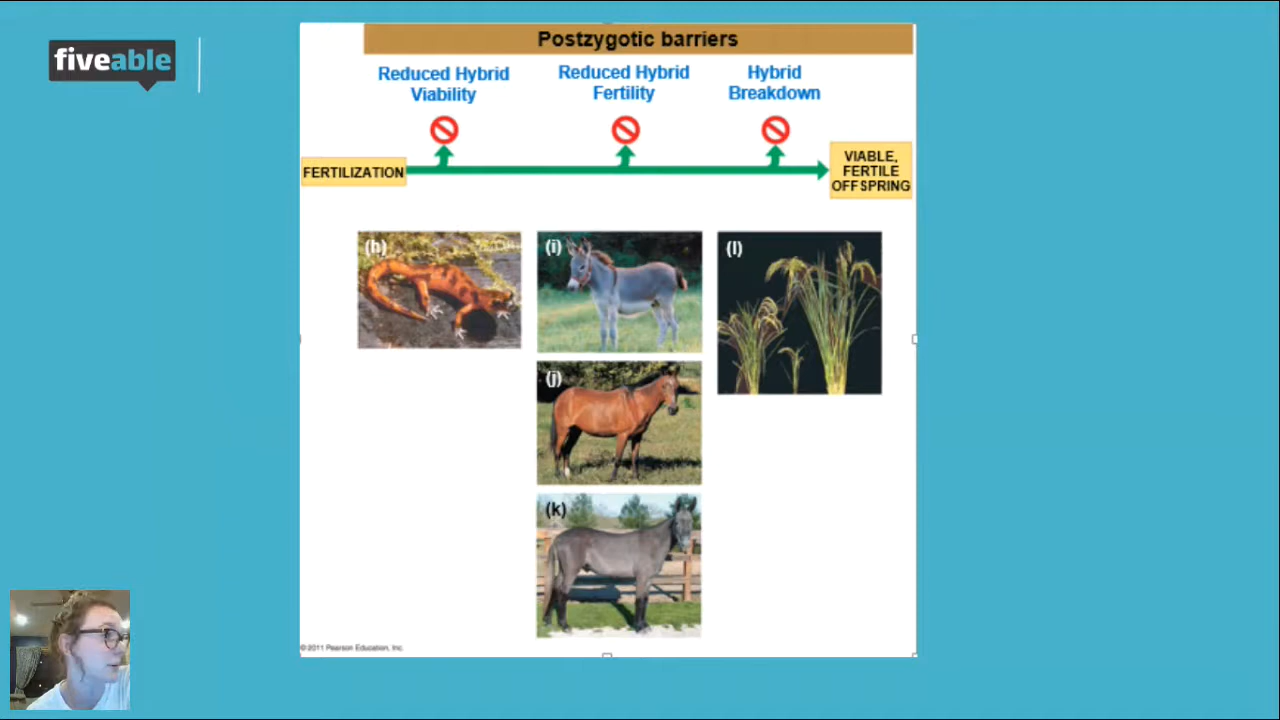 fiveable
Postzygotic barriers
Reduced Hybrid
Viability
Reduced Hybrid
Fertility
Hybrid
Breakdown
FERTILIZATION
VIABLE,
FERTILE
OFFSPRING
(h)
(i)
(l)
(j)
(k)
©2011 Pearson Education, Inc.